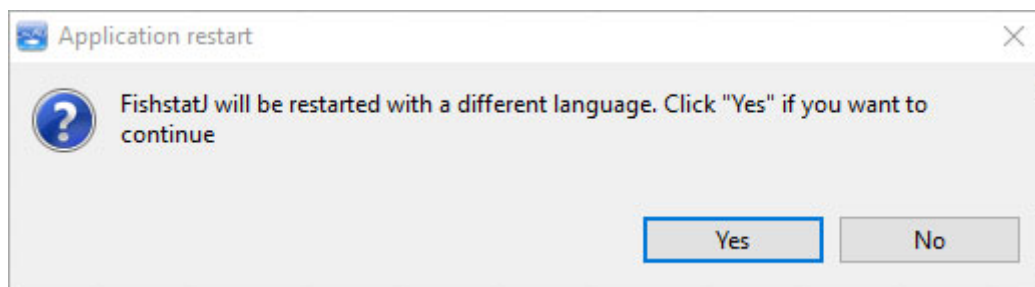 Application restart
FishstatJ will be restarted with a different language. Click "Yes" if you want to
continue
Yes
No